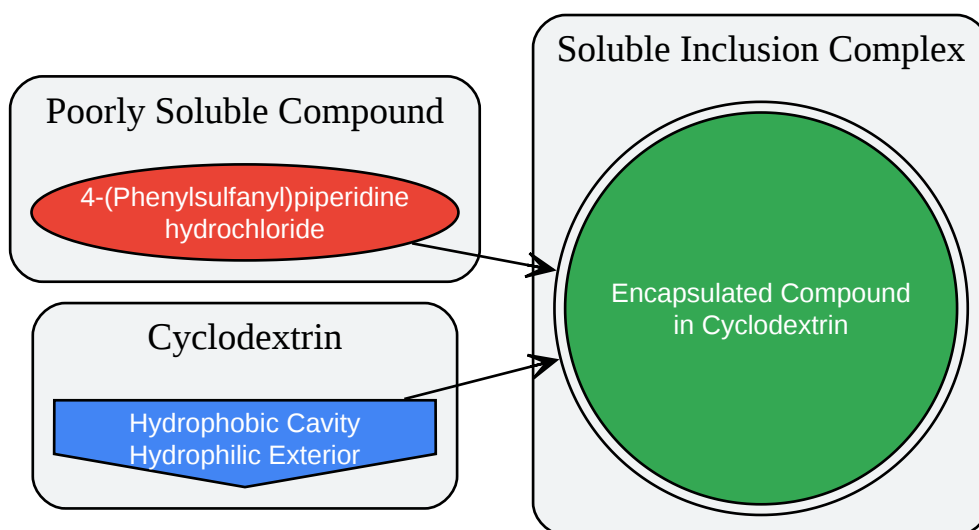 Poorly Soluble Compound
4-(Phenylsulfanyl)piperidine
hydrochloride
Cyclodextrin
Hydrophobic Cavity
Hydrophilic Exterior
Soluble Inclusion Complex
Encapsulated Compound
in Cyclodextrin